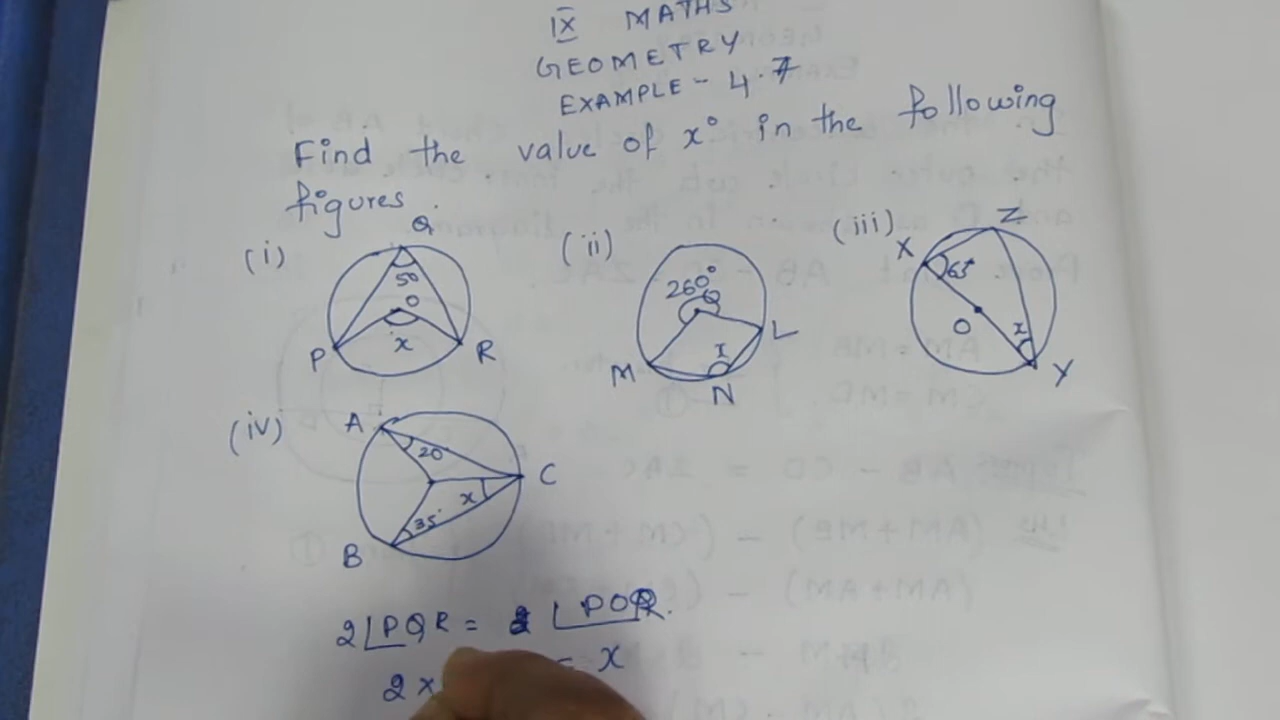 IX MATHS
GEOMETRY
EXAMPLE - 4.7
Find the value of x° in the following
figures
(i)
Q
50
O
x
P
R
(ii)
260°
O
x
M
L
N
(iii)
X
Z
65°
O
x
Y
(iv)
A
20
C
x
35°
B
2∠PQR = ∠POR.
2 × = x